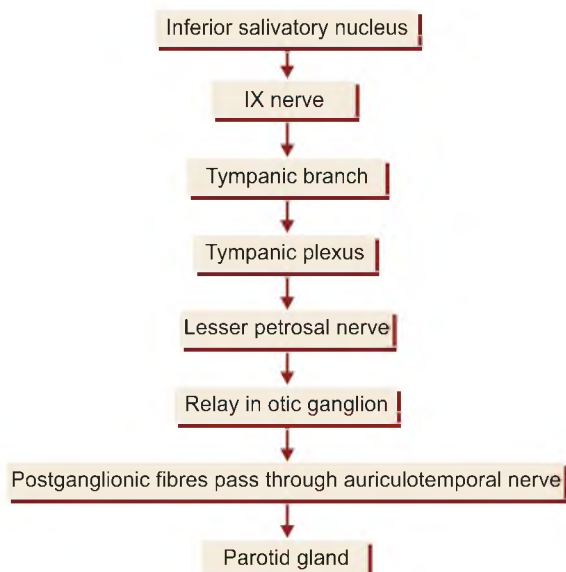 Inferior salivatory nucleus
IX nerve
Tympanic branch
Tympanic plexus
Lesser petrosal nerve
Relay in otic ganglion
Postganglionic fibres pass through auriculotemporal nerve
Parotid gland